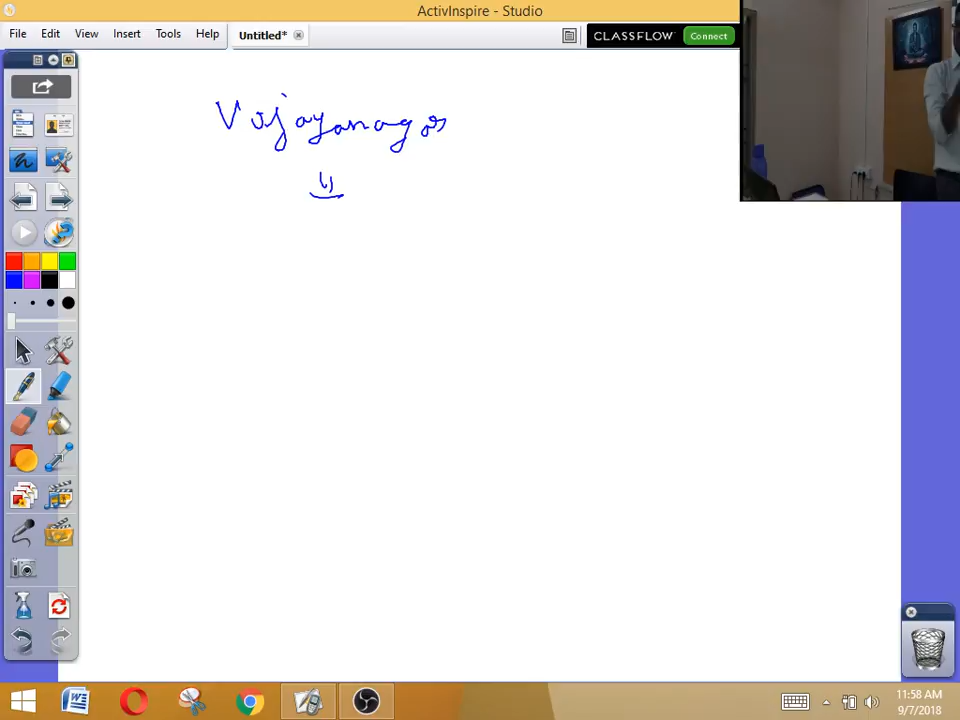 ActivInspire - Studio
File Edit View Insert Tools Help Untitled* CLASSFLOW Connect
Vijayanagar
11:58 AM
9/7/2018